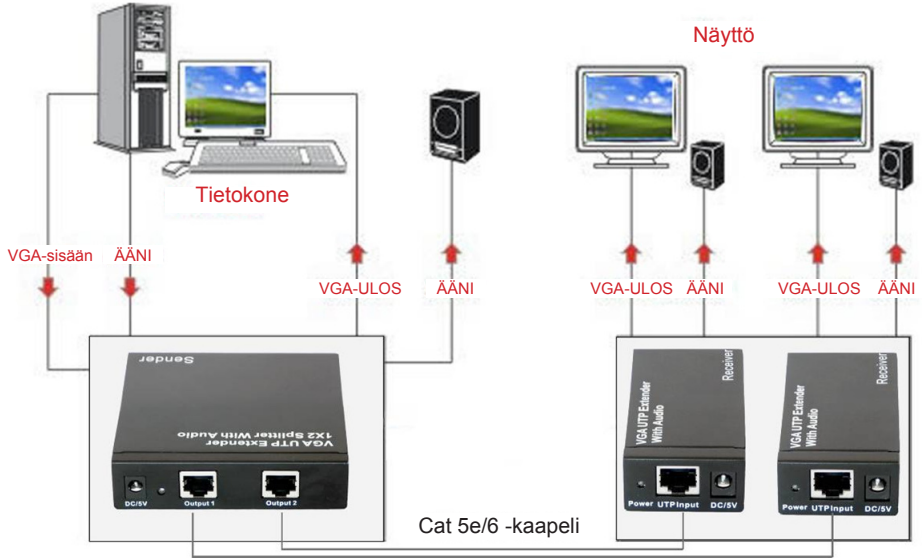 Näyttö
Tietokone
VGA-sisään
ÄÄNI
VGA-ULOS
ÄÄNI
VGA-ULOS
ÄÄNI
VGA-ULOS
ÄÄNI
Sender
VGA UTP Extender
1X2 Splitter With Audio
DC/5V
Output 1
Output 2
VGA UTP Extender
With Audio
Receiver
Power
UTP Input
DC/5V
VGA UTP Extender
With Audio
Receiver
Power
UTP Input
DC/5V
Cat 5e/6 -kaapeli